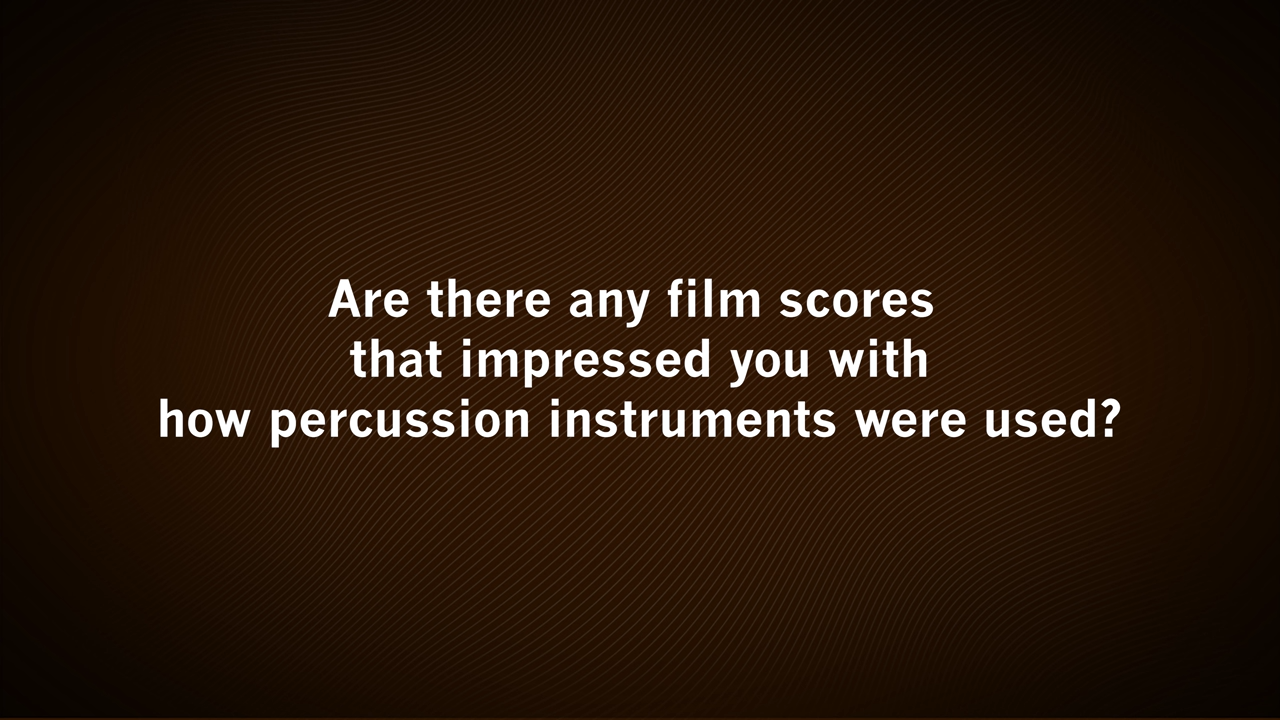 Are there any film scores
that impressed you with
how percussion instruments were used?